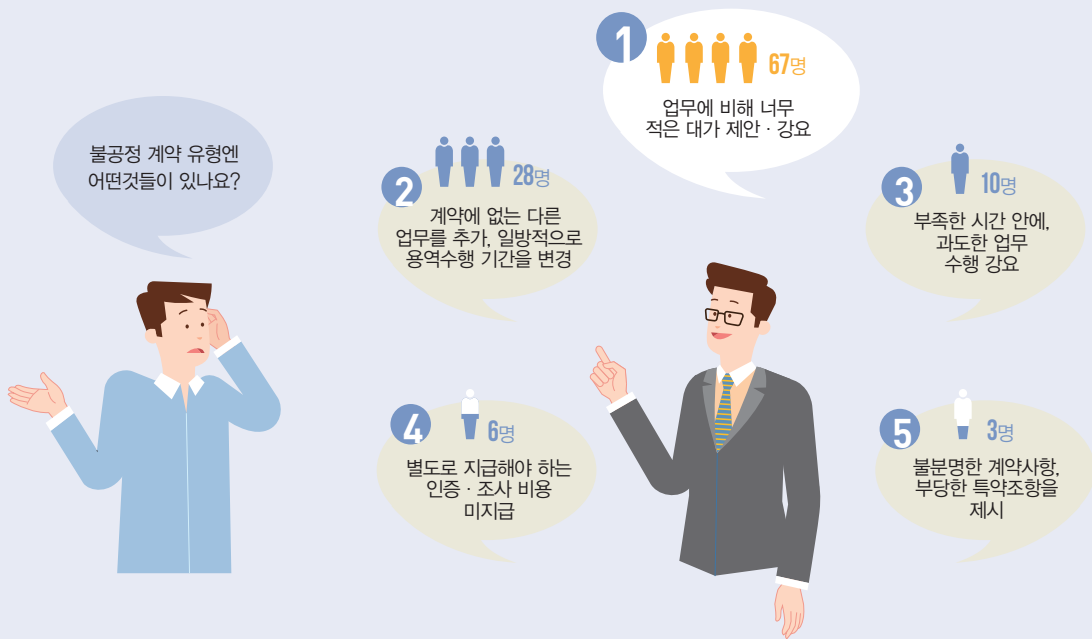 불공정 계약 유형엔
어떤것들이 있나요?
1
67명
업무에 비해 너무
적은 대가 제안 · 강요
2
28명
계약에 없는 다른
업무를 추가, 일방적으로
용역수행 기간을 변경
3
10명
부족한 시간 안에,
과도한 업무
수행 강요
4
6명
별도로 지급해야 하는
인증 · 조사 비용
미지급
5
3명
불분명한 계약사항,
부당한 특약조항을
제시